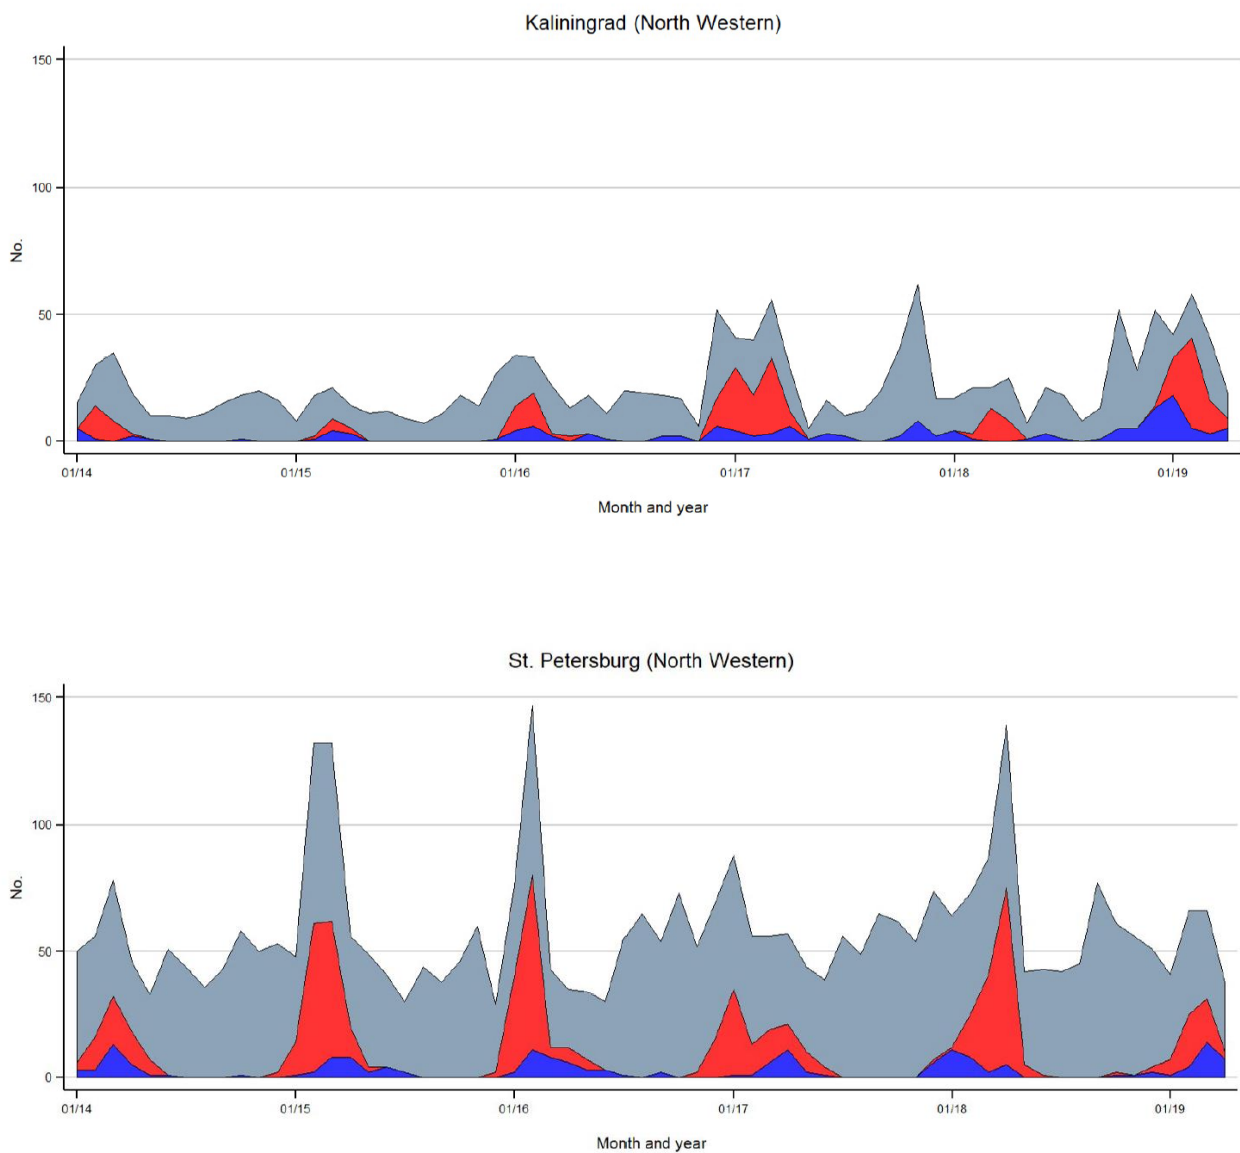 Kaliningrad (North Western)
150
100
50
0
No.
01/14 01/15 01/16 01/17 01/18 01/19
Month and year
St. Petersburg (North Western)
150
100
50
0
No.
01/14 01/15 01/16 01/17 01/18 01/19
Month and year